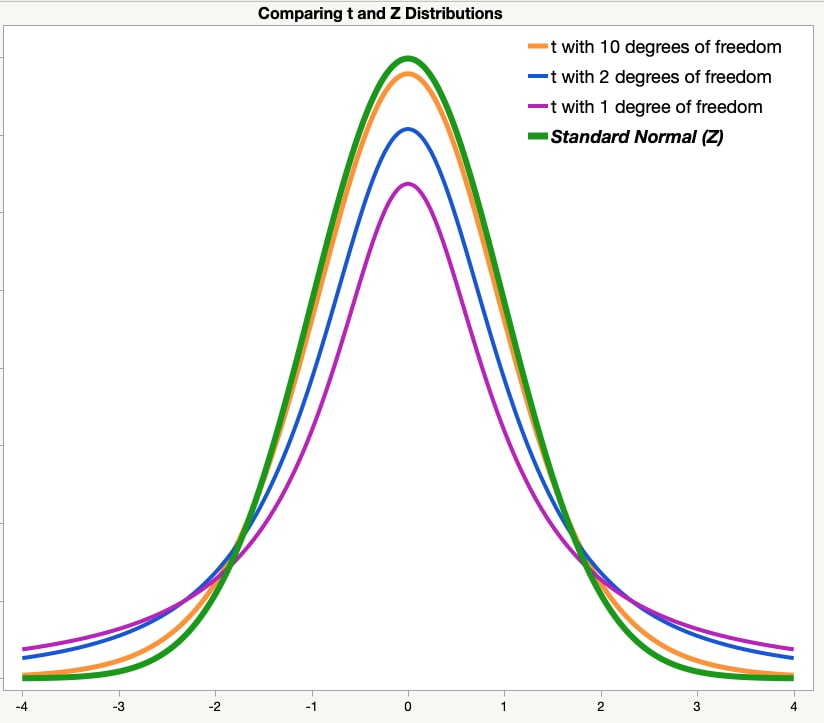 Comparing t and Z Distributions
t with 10 degrees of freedom
t with 2 degrees of freedom
t with 1 degree of freedom
Standard Normal (Z)
-4 -3 -2 -1 0 1 2 3 4